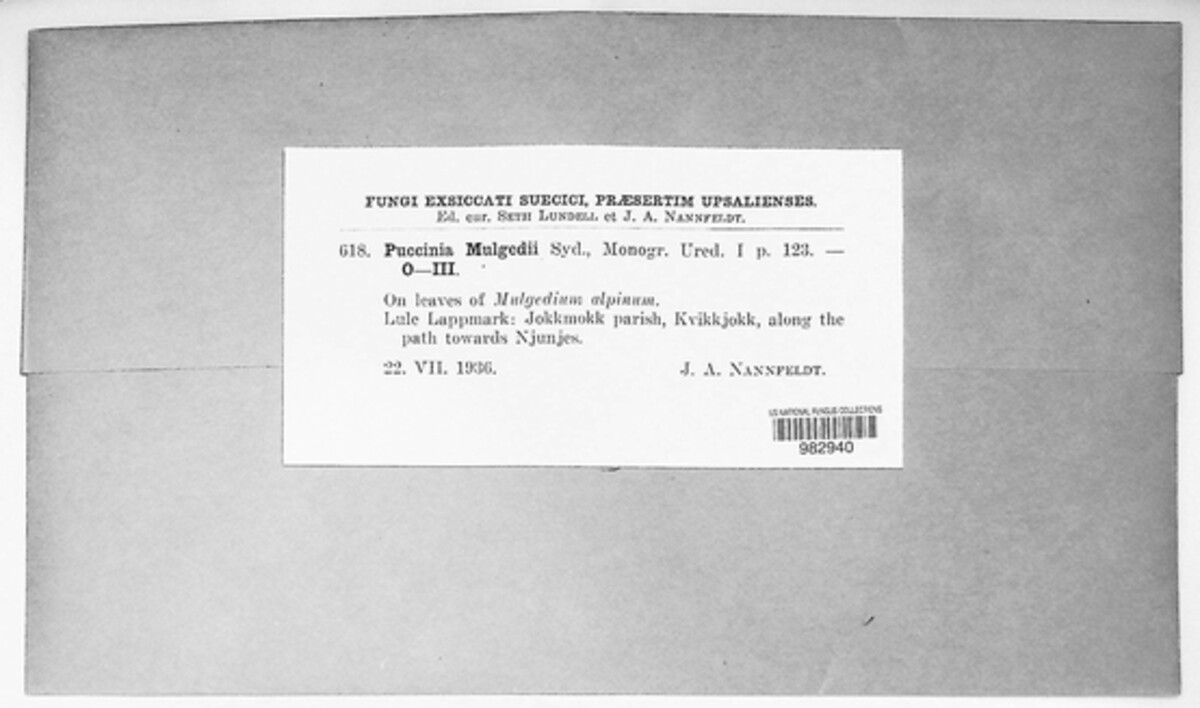 FUNGI EXSICCATI SUECICI, PRÆSERTIM UPSALIENSES.
Ed. cur. SETH LUNDELL et J. A. NANNFELDT.
618. Puccinia Mulgedii Syd., Monogr. Ured. I p. 123. —
O—III.
On leaves of Mulgedium alpinum.
Lule Lappmark: Jokkmokk parish, Kvikkjokk, along the
path towards Njunjes.
22. VII. 1936. J. A. NANNFELDT.
US NATIONAL FUNGUS COLLECTIONS
982940